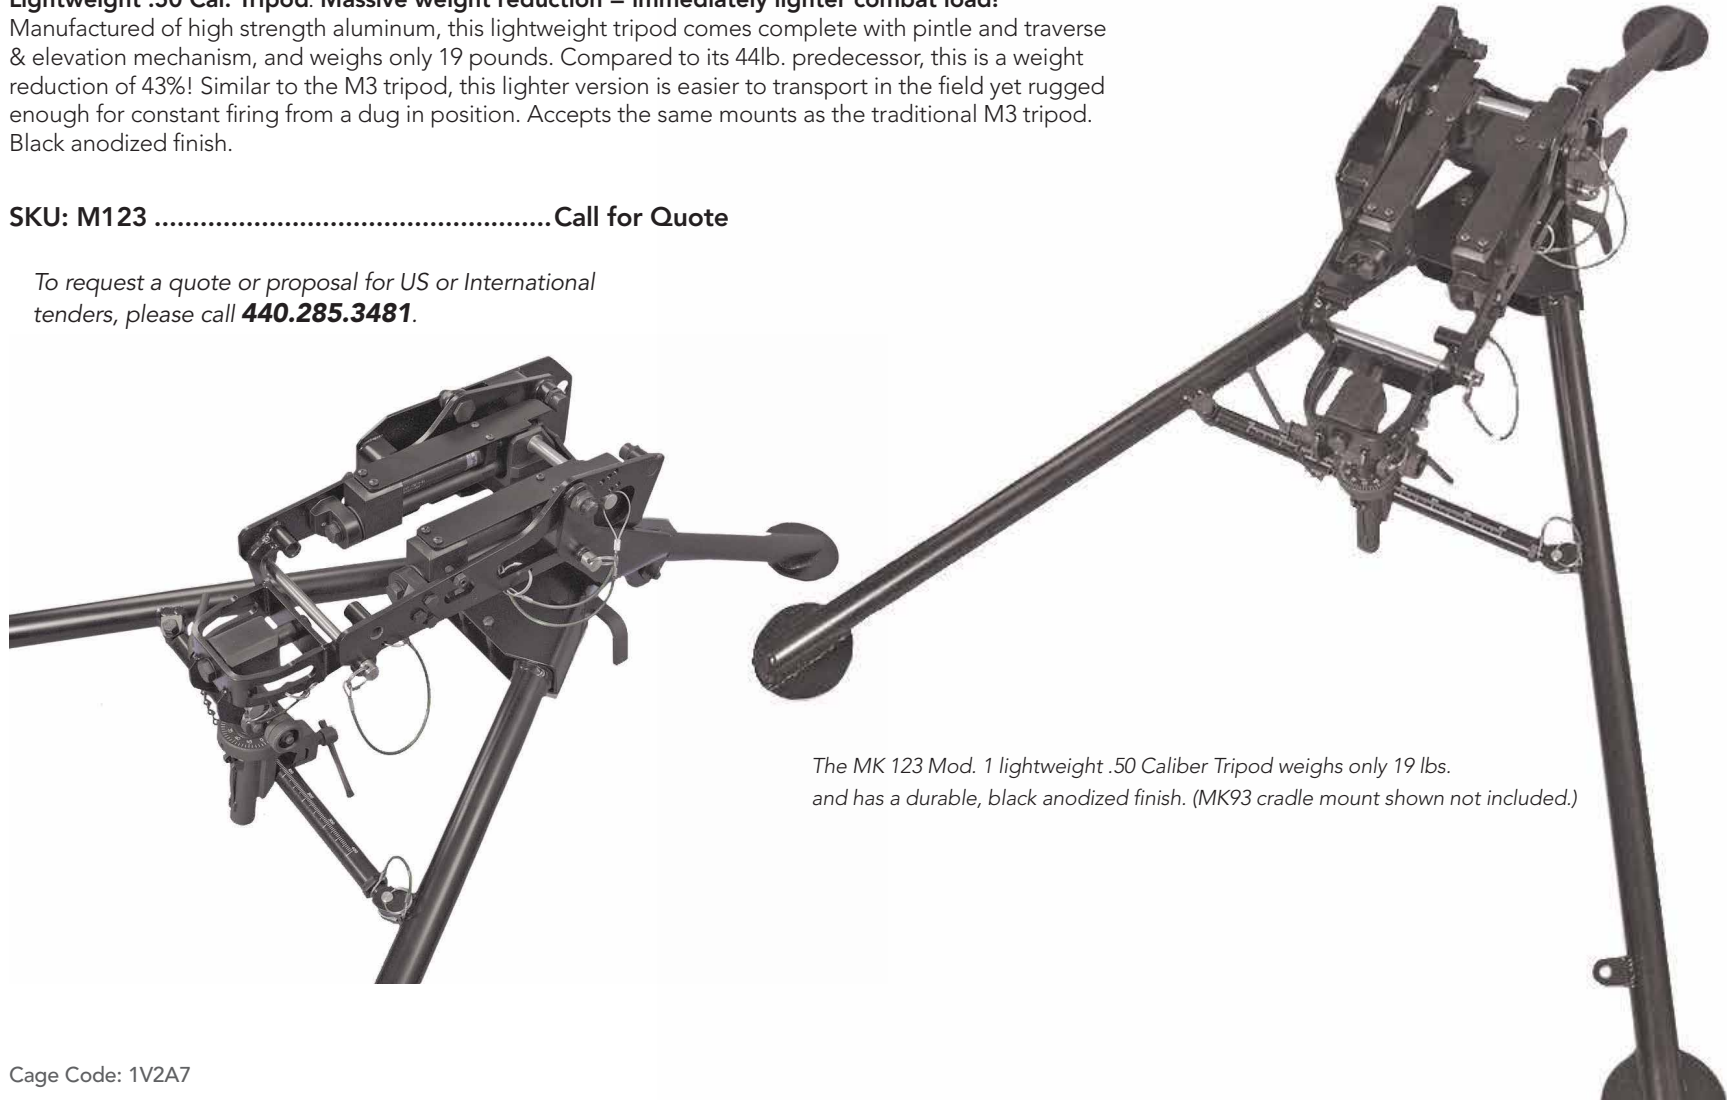 Lightweight .50 Cal. Tripod. Massive weight reduction = immediately lighter combat load!
Manufactured of high strength aluminum, this lightweight tripod comes complete with pintle and traverse
& elevation mechanism, and weighs only 19 pounds. Compared to its 44lb. predecessor, this is a weight
reduction of 43%! Similar to the M3 tripod, this lighter version is easier to transport in the field yet rugged
enough for constant firing from a dug in position. Accepts the same mounts as the traditional M3 tripod.
Black anodized finish.
SKU: M123 ....................................................Call for Quote
To request a quote or proposal for US or International
tenders, please call 440.285.3481.
The MK 123 Mod. 1 lightweight .50 Caliber Tripod weighs only 19 lbs.
and has a durable, black anodized finish. (MK93 cradle mount shown not included.)
Cage Code: 1V2A7